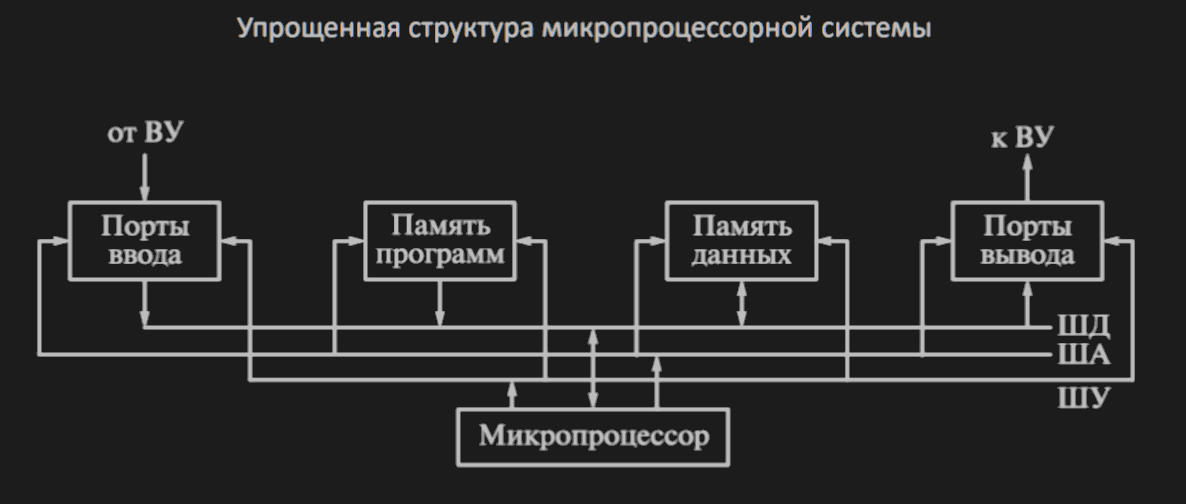 Упрощенная структура микропроцессорной системы
от ВУ
к ВУ
Порты
ввода
Память
программ
Память
данных
Порты
вывода
ШД
ША
ШУ
Микропроцессор